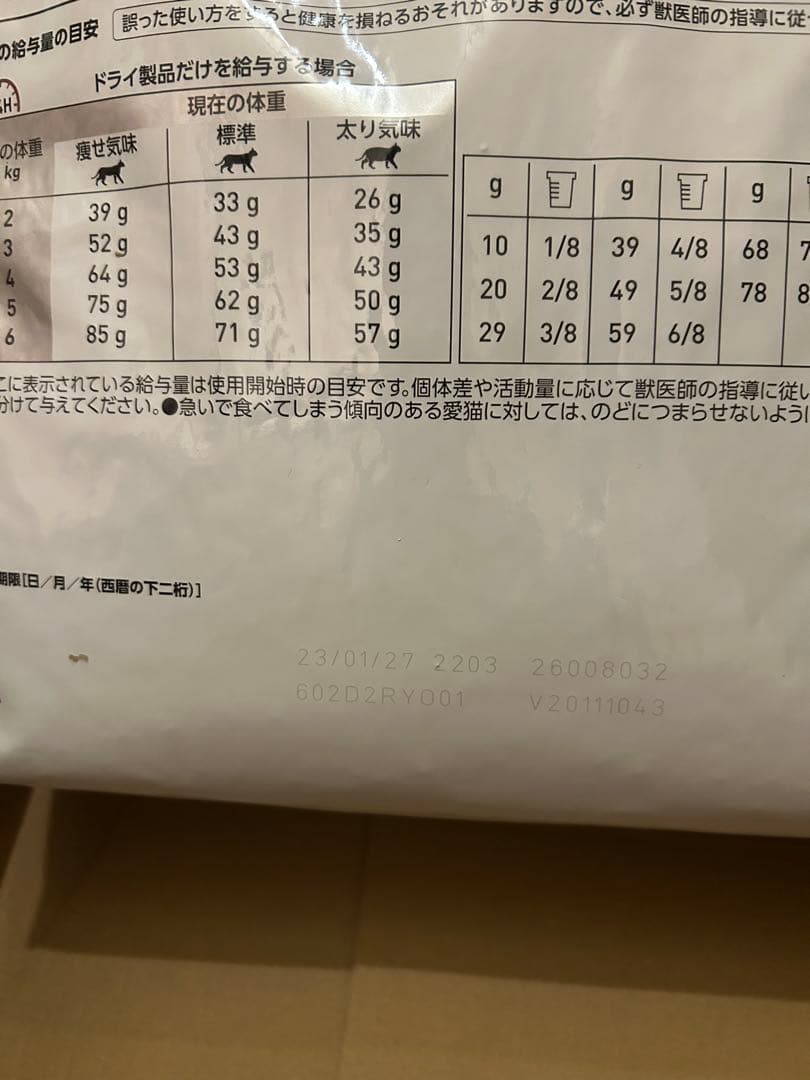 の給与量の目安
誤った使い方をすると健康を損ねるおそれがありますので、必ず獣医師の指導に従
ドライ製品だけを給与する場合
現在の体重
の体重 kg 痩せ気味 標準 太り気味
2 39 g 33 g 26 g
3 52 g 43 g 35 g
4 64 g 53 g 43 g
5 75 g 62 g 50 g
6 85 g 71 g 57 g
g g g
10 1/8 39 4/8 68 7
20 2/8 49 5/8 78 8
29 3/8 59 6/8
こに表示されている給与量は使用開始時の目安です。個体差や活動量に応じて獣医師の指導に従い
分けて与えてください。●急いで食べてしまう傾向のある愛猫に対しては、のどにつまらせないように
期限[日/月/年(西暦の下二桁)]
23/01/27 2203 26008032
602D2RYO01 V20111043